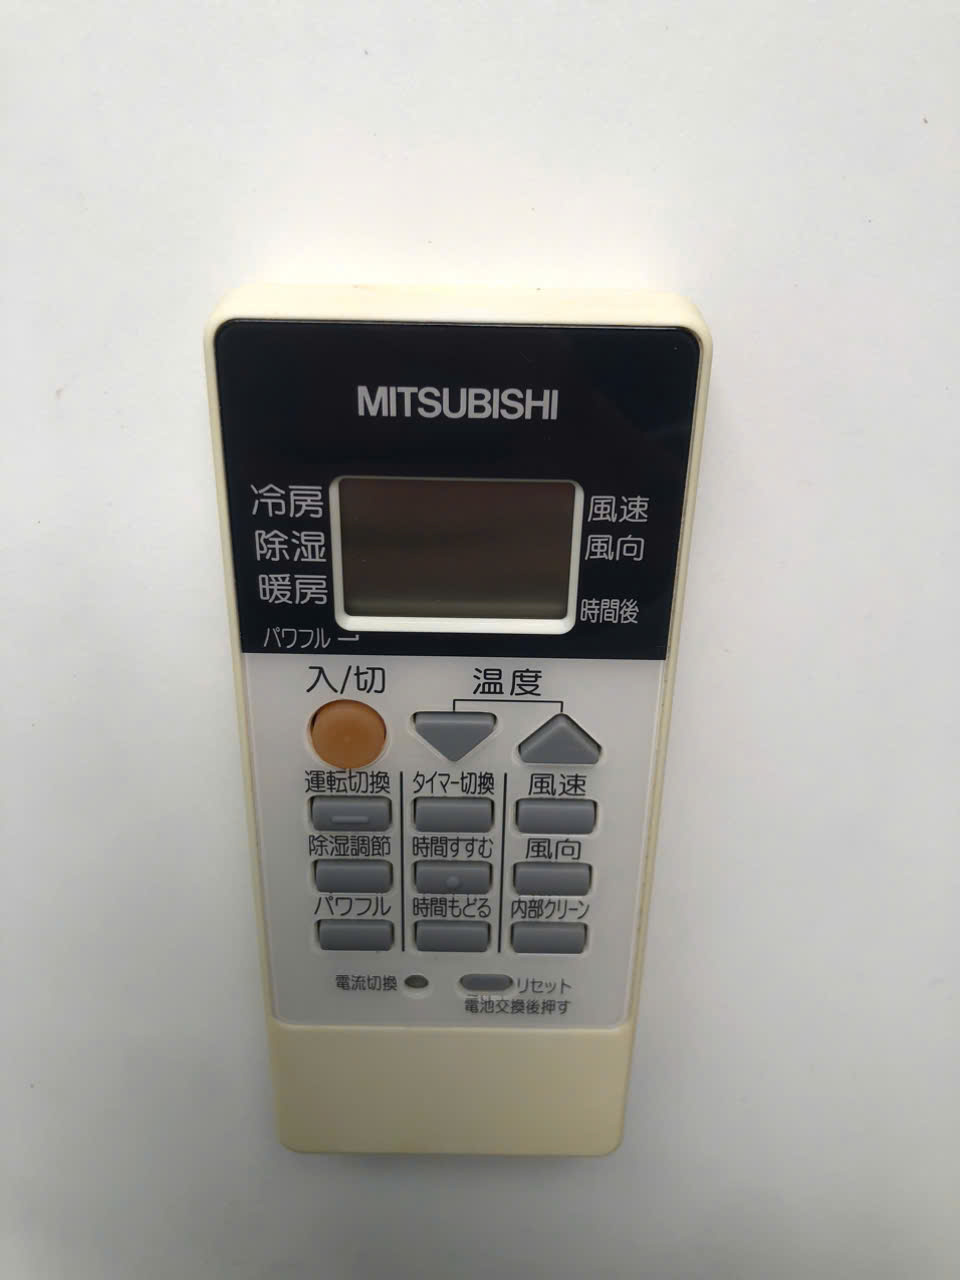 MITSUBISHI
冷房
除湿
暖房
パワフル
風速
風向
時間後
入/切
温度
運転切換
タイマー切換
風速
除湿調節
時間すすむ
風向
パワフル
時間もどる
内部クリーン
電流切換
リセット
電池交換後押す